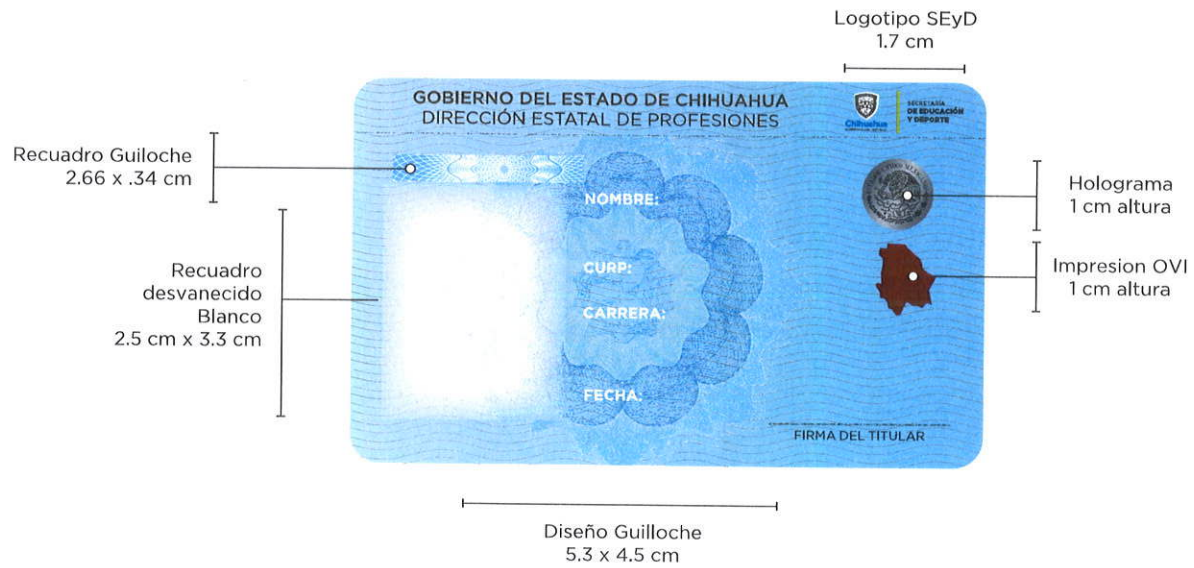 Logotipo SEyD
1.7 cm
GOBIERNO DEL ESTADO DE CHIHUAHUA
DIRECCIÓN ESTATAL DE PROFESIONES
Chihuahua
SECRETARÍA
DE EDUCACIÓN
Y DEPORTE
Recuadro Guiloche
2.66 x .34 cm
NOMBRE:
Holograma
1 cm altura
Recuadro
desvanecido
Blanco
2.5 cm x 3.3 cm
CURP:
Impresion OVI
1 cm altura
CARRERA:
FECHA:
FIRMA DEL TITULAR
Diseño Guilloche
5.3 x 4.5 cm